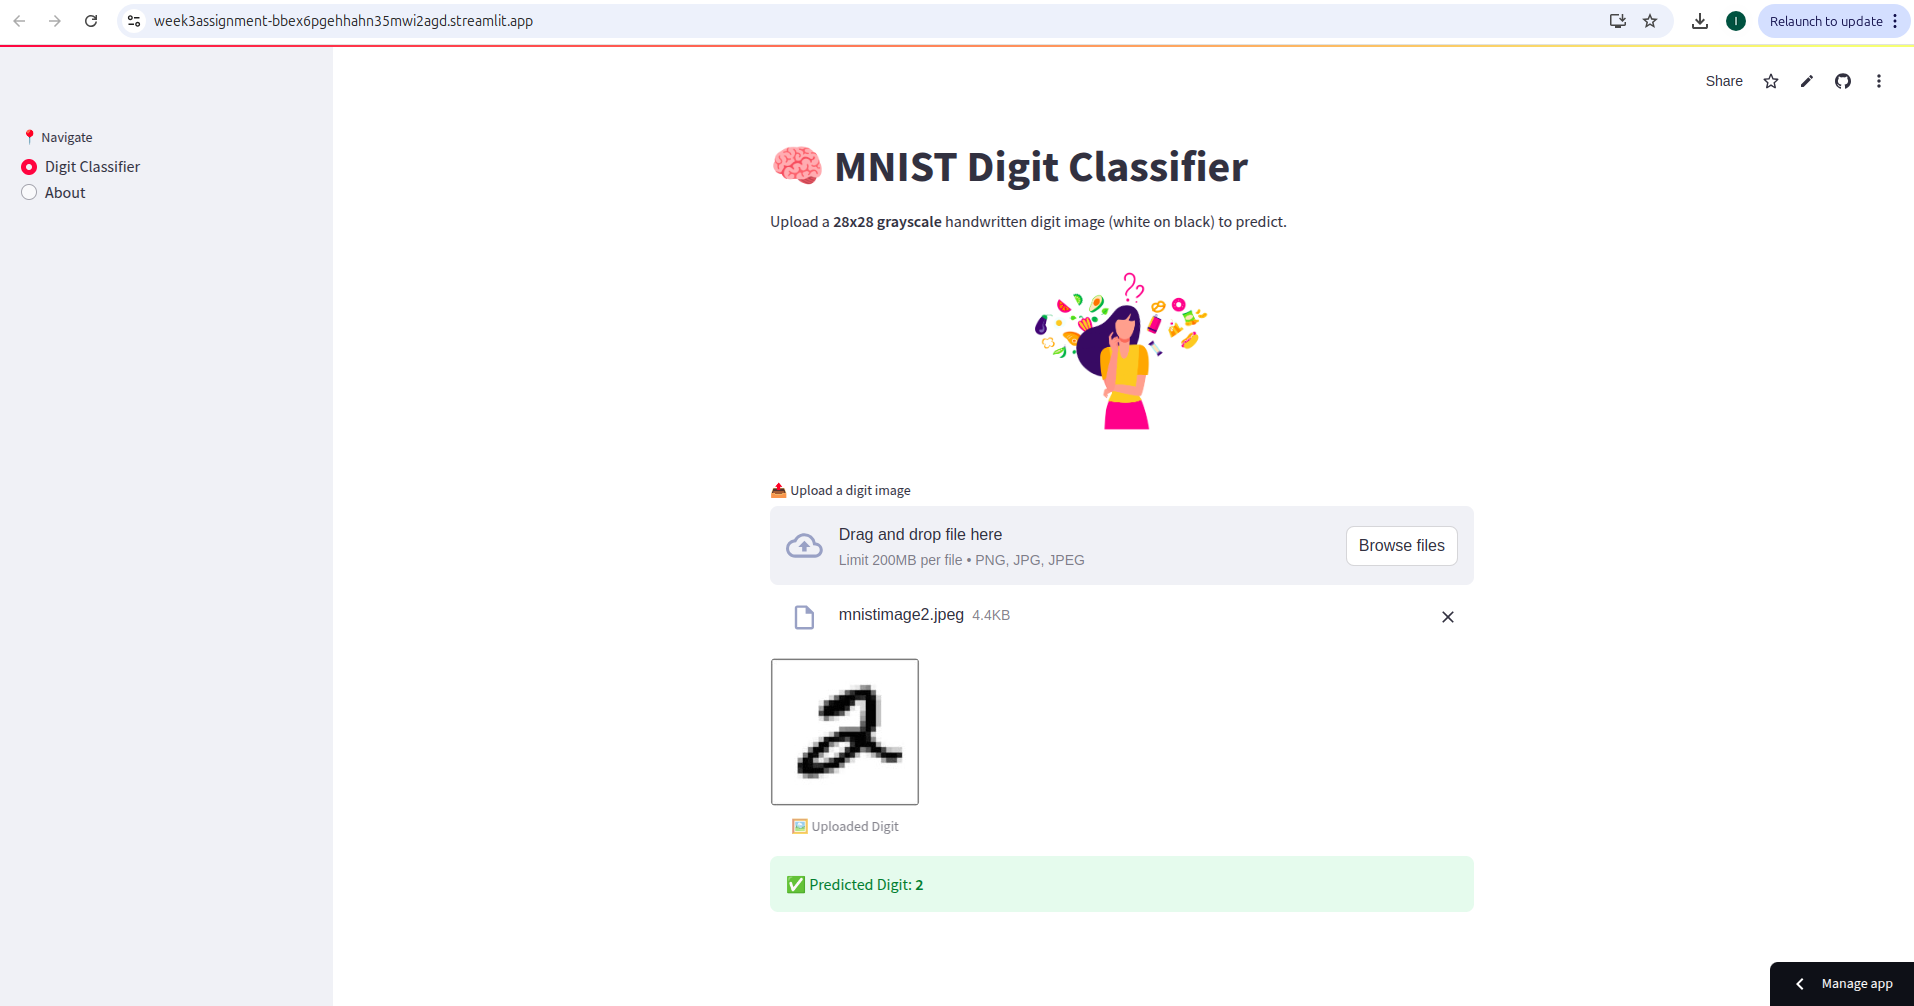 week3assignment-bbex6pgehhahn35mwi2agd.streamlit.app
I
Relaunch to update
Share
📍 Navigate
Digit Classifier
About
🧠 MNIST Digit Classifier
Upload a 28x28 grayscale handwritten digit image (white on black) to predict.
??
📤 Upload a digit image
Drag and drop file here
Limit 200MB per file • PNG, JPG, JPEG
Browse files
mnistimage2.jpeg 4.4KB
2
🖼️ Uploaded Digit
✅ Predicted Digit: 2
Manage app